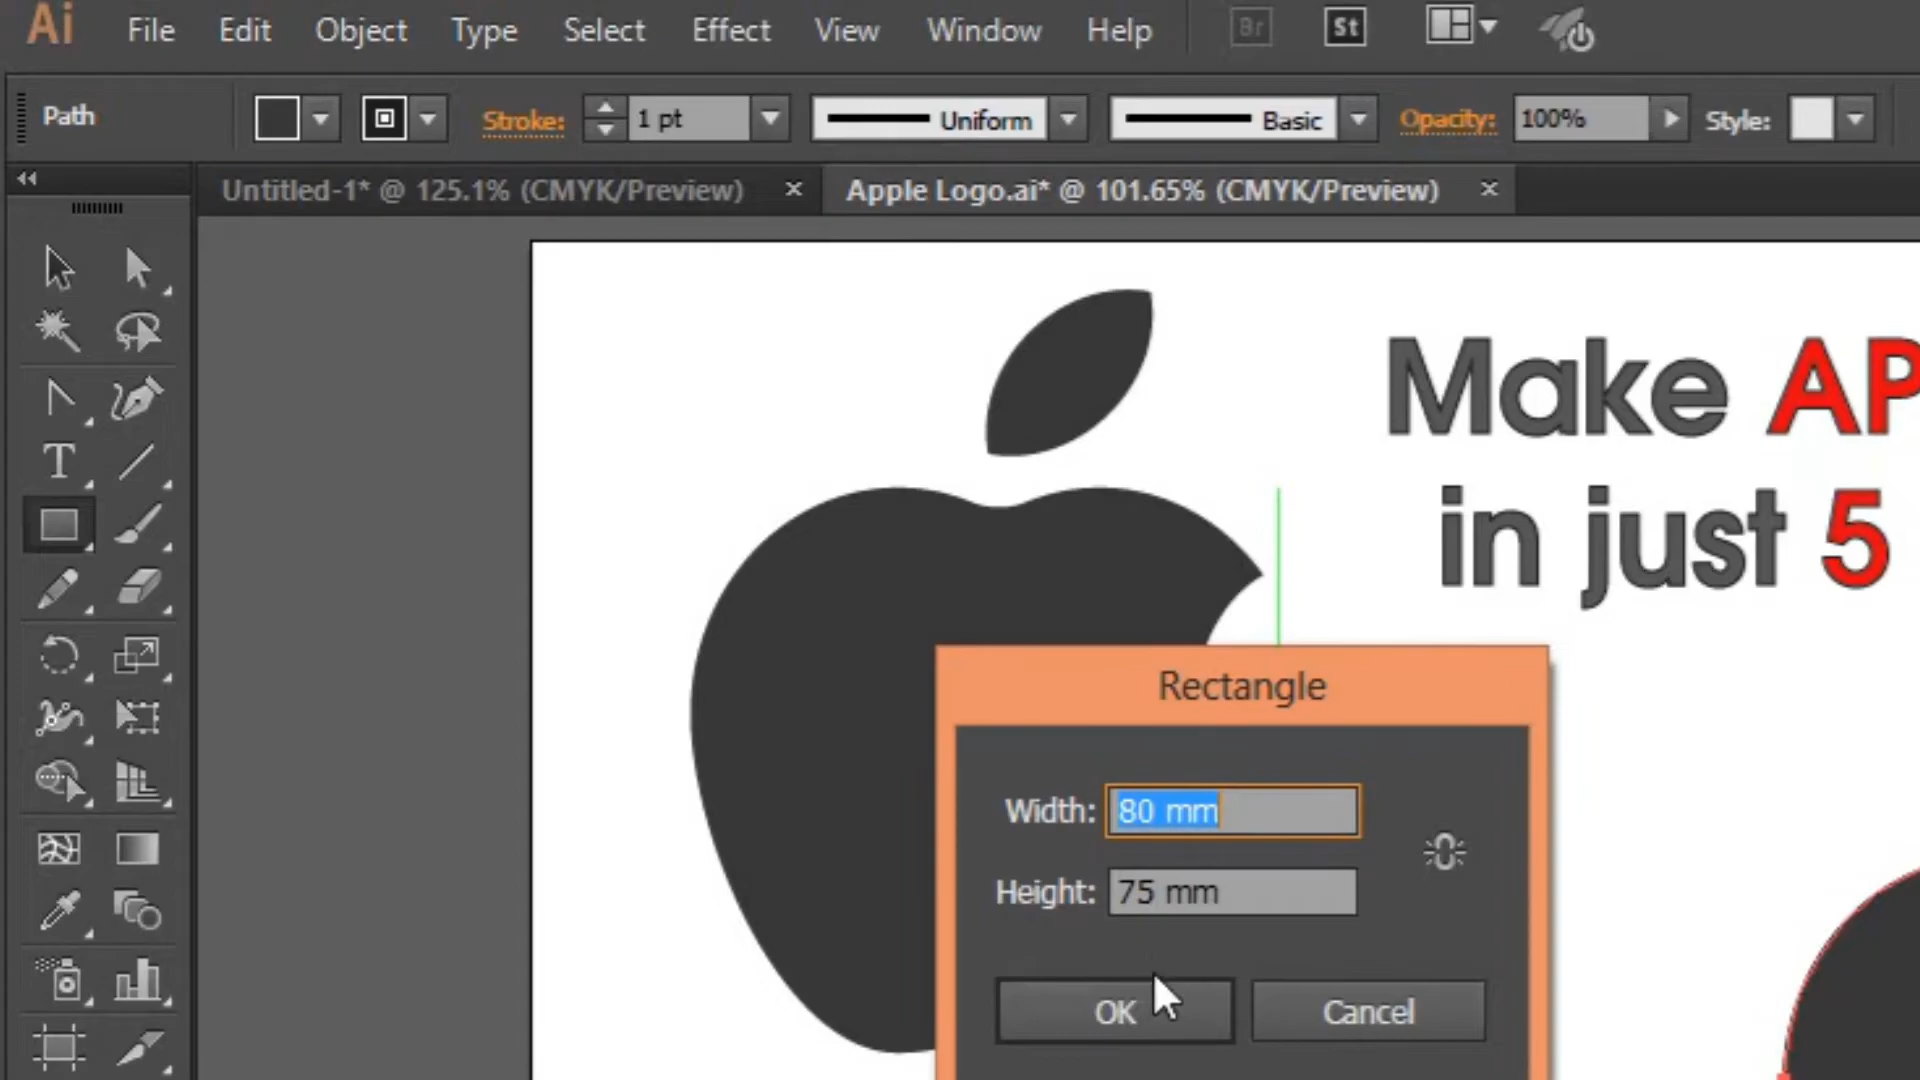 Ai File Edit Object Type Select Effect View Window Help Br St
Path Stroke: 1 pt Uniform Basic Opacity: 100% Style:
Untitled-1* @ 125.1% (CMYK/Preview) × Apple Logo.ai* @ 101.65% (CMYK/Preview) ×
Make AP
in just 5
Rectangle
Width: 80 mm
Height: 75 mm
OK Cancel